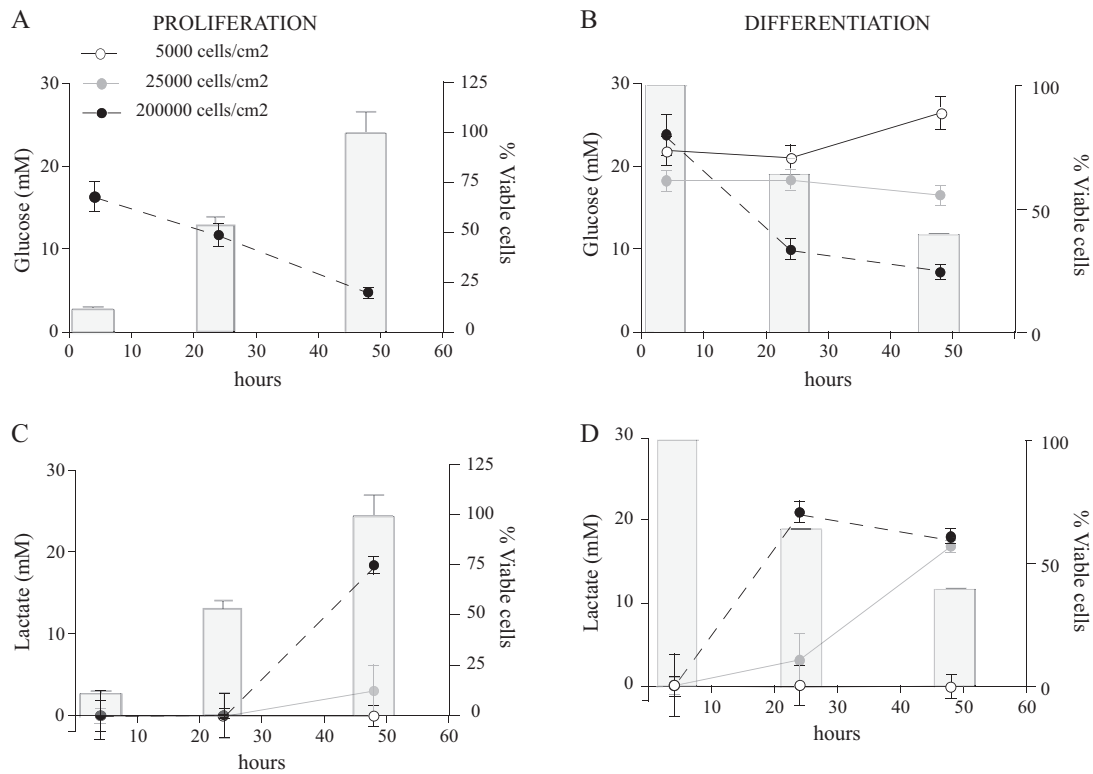 A
PROLIFERATION
5000 cells/cm2
25000 cells/cm2
200000 cells/cm2
30
20
10
0
Glucose (mM)
125
100
75
50
25
0
% Viable cells
0 10 20 30 40 50 60
hours
B
DIFFERENTIATION
30
20
10
0
Glucose (mM)
100
50
0
% Viable cells
0 10 20 30 40 50
hours
C
30
20
10
0
Lactate (mM)
125
100
75
50
25
0
% Viable cells
10 20 30 40 50 60
hours
D
30
20
10
0
Lactate (mM)
100
50
0
% Viable cells
10 20 30 40 50 60
hours